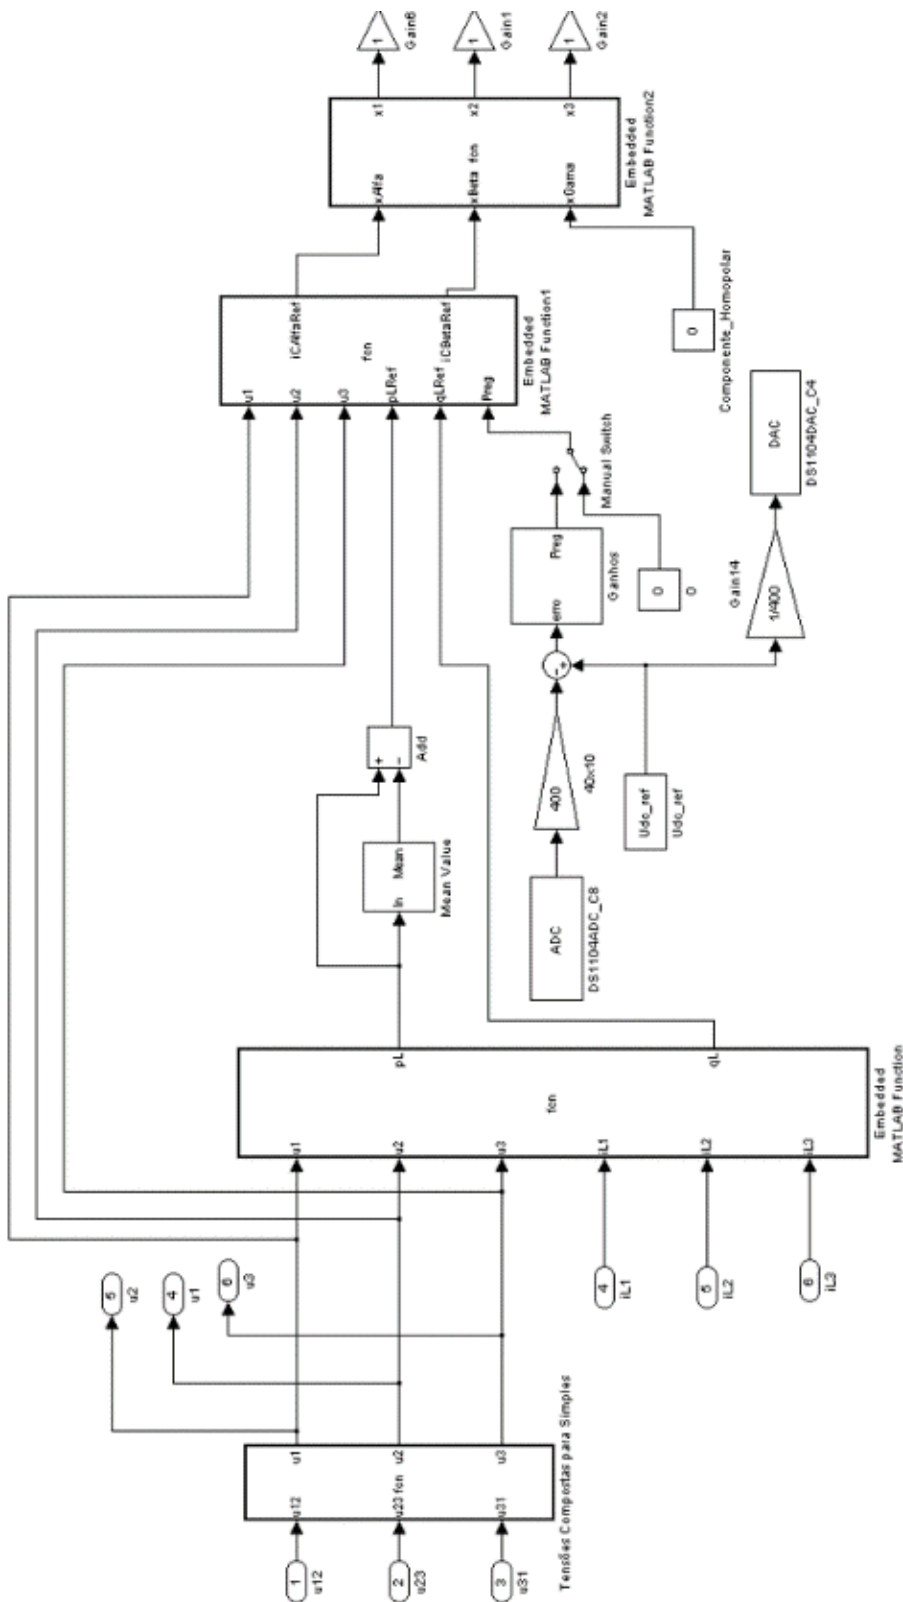 1
u12
2
u23
3
u31
u12
u1
u23 fcn
u2
u31
u3
Tensões Compostas para Simples
5
u2
4
u1
6
u3
4
iL1
5
iL2
6
iL3
u1
u2
u3
iL1
iL2
iL3
fcn
pL
qL
Embedded
MATLAB Function
In
Mean
Mean Value
+
-
Add
ADC
DS1104ADC_C8
400
40x10
Udc_ref
Udc_ref
-
+
erro
Preg
Ganhos
0
0
Manual Switch
1/400
Gain14
DAC
DS1104DAC_C4
u1
u2
u3
pLRef
qLRef
Preg
fcn
iCAlfaRef
iCBetaRef
Embedded
MATLAB Function1
0
Componente_Homopolar
xAlfa
xBeta fcn
xGama
x1
x2
x3
Embedded
MATLAB Function2
1
Gain6
1
Gain1
1
Gain2